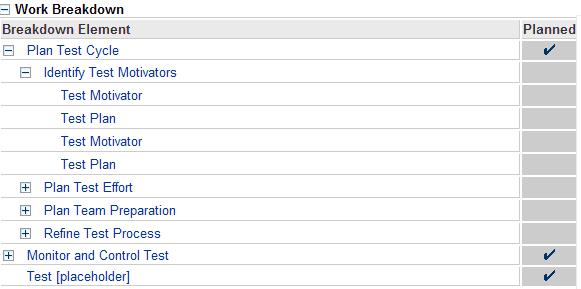 Work Breakdown
Breakdown Element Planned
Plan Test Cycle
Identify Test Motivators
Test Motivator
Test Plan
Test Motivator
Test Plan
Plan Test Effort
Plan Team Preparation
Refine Test Process
Monitor and Control Test
Test [placeholder]